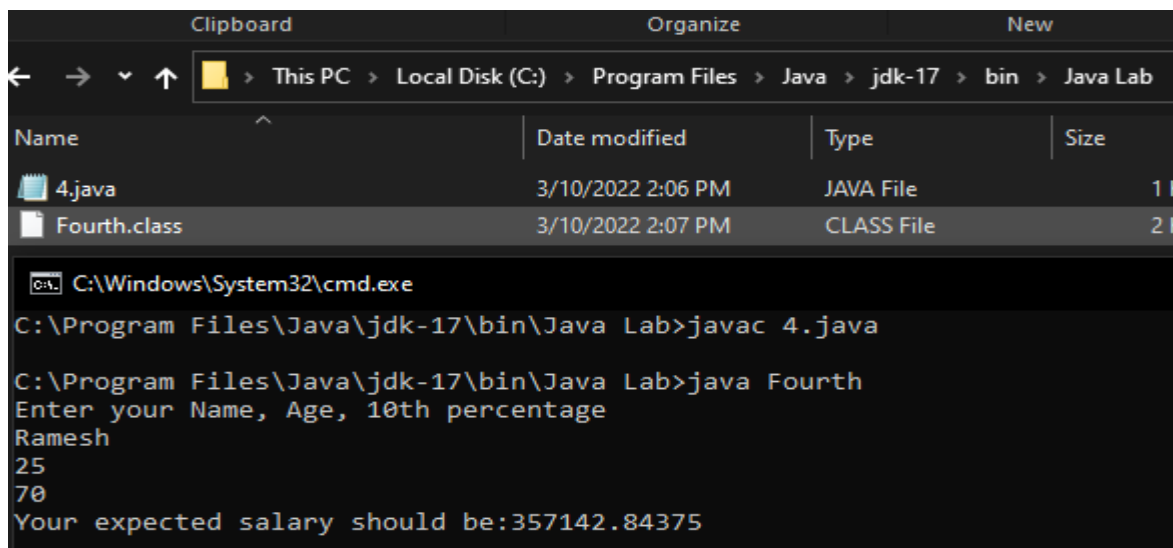 Clipboard Organize New
This PC > Local Disk (C:) > Program Files > Java > jdk-17 > bin > Java Lab
Name Date modified Type Size
4.java 3/10/2022 2:06 PM JAVA File 1
Fourth.class 3/10/2022 2:07 PM CLASS File 2
C:\Windows\System32\cmd.exe
C:\Program Files\Java\jdk-17\bin\Java Lab>javac 4.java
C:\Program Files\Java\jdk-17\bin\Java Lab>java Fourth
Enter your Name, Age, 10th percentage
Ramesh
25
70
Your expected salary should be:357142.84375